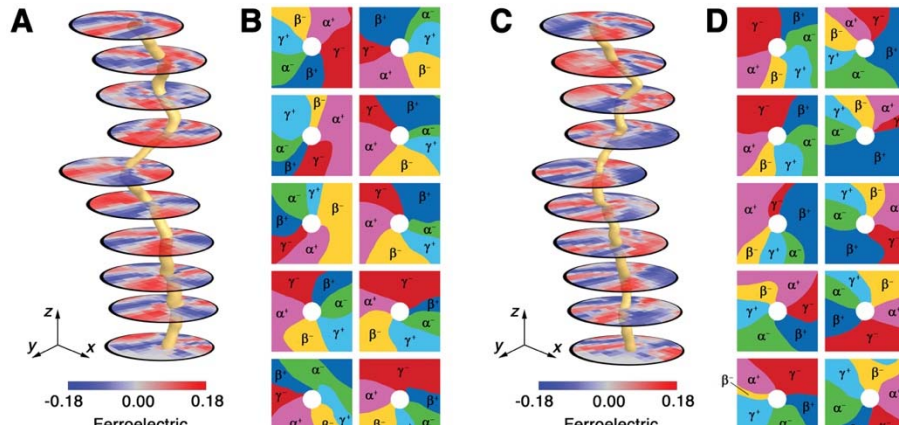 A
z
y
x
-0.18 0.00 0.18
Ferroelectric
B
β⁻ α⁺
γ⁺ γ⁻
α⁻ β⁺
β⁺ α⁻
γ⁻ γ⁺
α⁺ β⁻
γ⁺ β⁻ α⁺
α⁻
β⁺ γ⁻
γ⁻ β⁺
α⁻
α⁺ γ⁺
β⁻
α⁻ γ⁺ β⁻
β⁺
γ⁻ α⁺
γ⁻ β⁺
α⁺ α⁻
β⁻ γ⁺
γ⁻ β⁺
α⁺ α⁻
β⁻ γ⁺
γ⁻
α⁺ β⁺
α⁻
β⁻ γ⁺
β⁺ α⁻
γ⁻
α⁺ β⁻ γ⁺
γ⁻
α⁺ β⁺
α⁻
β⁻ γ⁺
C
z
y
x
-0.18 0.00 0.18
Ferroelectric
D
γ⁻ β⁺
α⁻
α⁺ β⁻ γ⁺
β⁻ α⁺ γ⁻
γ⁺ β⁺
α⁻
γ⁻ β⁺
α⁺ α⁻
β⁻ γ⁺
γ⁺ β⁻
α⁻ α⁺
γ⁻
β⁺
α⁺ γ⁻
β⁺
β⁻ γ⁺ α⁻
γ⁺ β⁻
α⁻ α⁺
β⁺ γ⁻
β⁻ α⁺
γ⁺ γ⁻
α⁻ β⁺
α⁻ γ⁺ β⁻
β⁺ α⁺
γ⁻
β⁻
α⁺ γ⁻
γ⁺ β⁺
α⁻
γ⁺ β⁻
α⁻ α⁺
β⁺ γ⁻